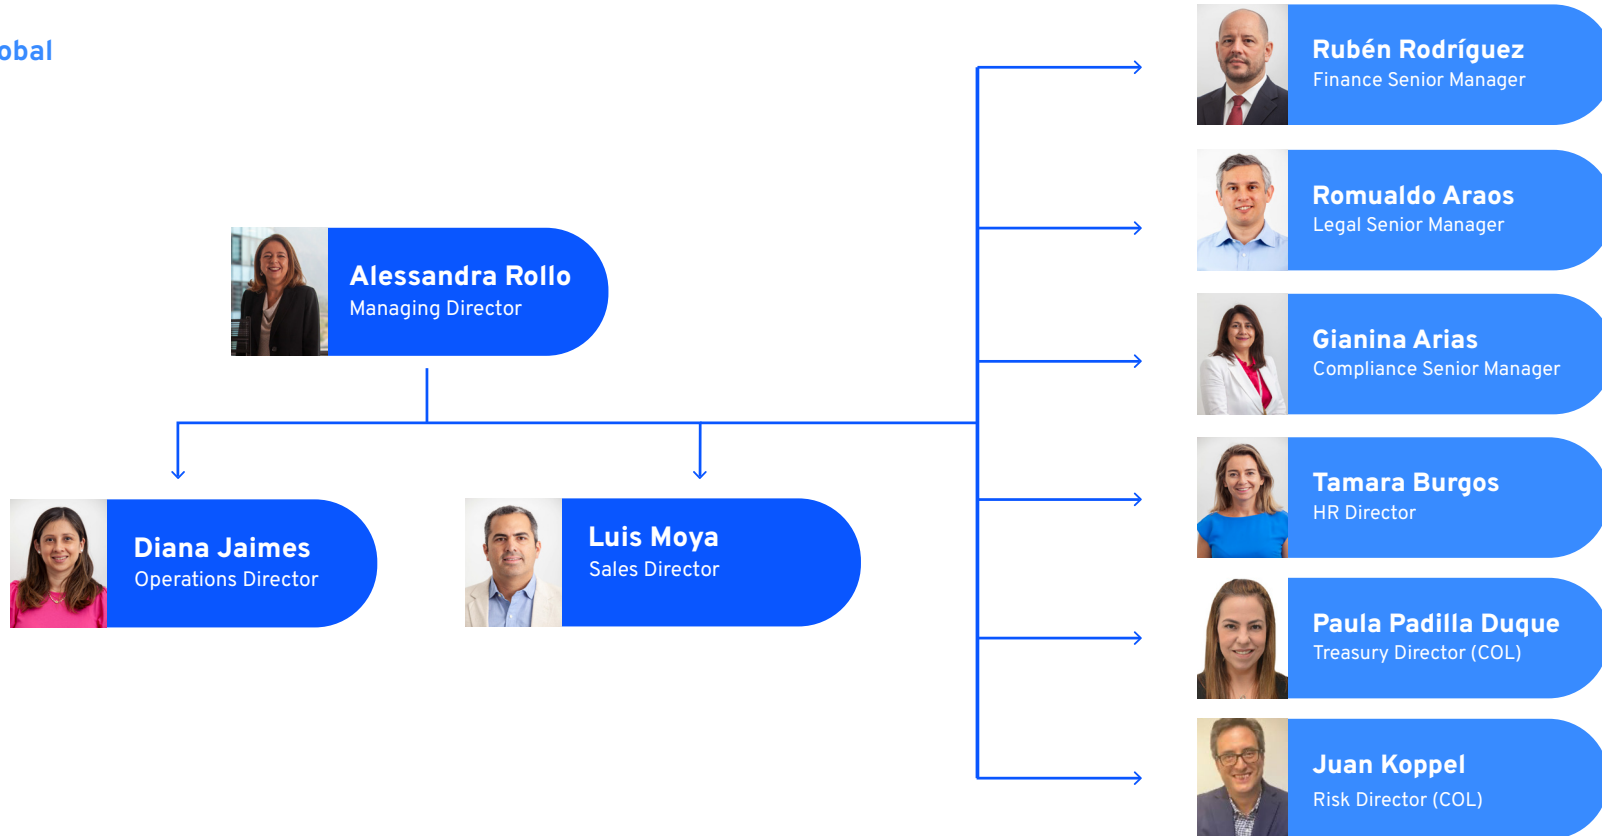 Alessandra Rollo
Managing Director
Diana Jaimes
Operations Director
Luis Moya
Sales Director
Rubén Rodríguez
Finance Senior Manager
Romualdo Araos
Legal Senior Manager
Gianina Arias
Compliance Senior Manager
Tamara Burgos
HR Director
Paula Padilla Duque
Treasury Director (COL)
Juan Koppel
Risk Director (COL)